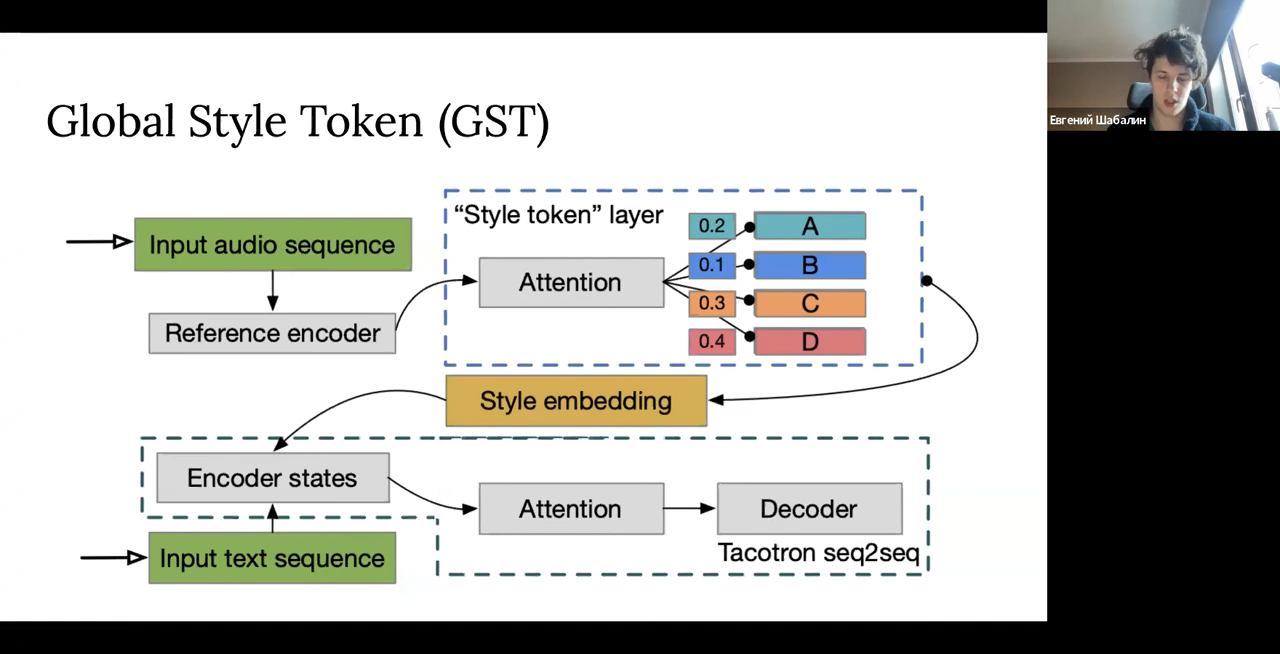 Global Style Token (GST)
Евгений Шабалин
“Style token” layer
Input audio sequence
Reference encoder
Attention
0.2
A
0.1
B
0.3
C
0.4
D
Style embedding
Encoder states
Input text sequence
Attention
Decoder
Tacotron seq2seq